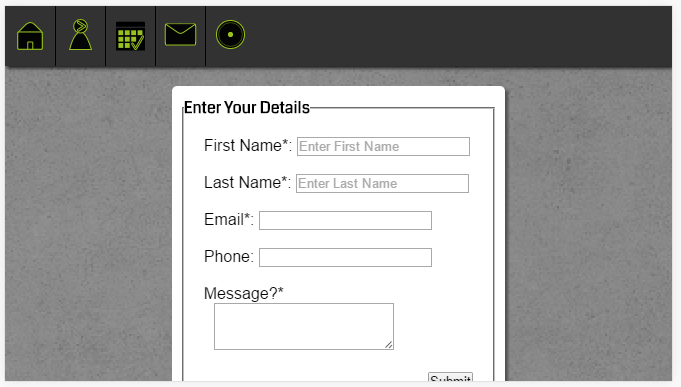 Enter Your Details
First Name*: Enter First Name
Last Name*: Enter Last Name
Email*:
Phone:
Message?*
Submit